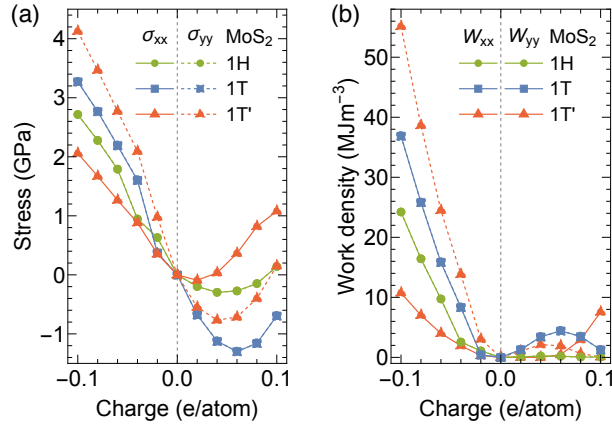 (a)
σxx σyy MoS2
1H
1T
1T'
Stress (GPa)
4
3
2
1
0
-1
-0.1 0.0 0.1
Charge (e/atom)
(b)
Wxx Wyy MoS2
1H
1T
1T'
Work density (MJm−3)
50
40
30
20
10
0
-0.1 0.0 0.1
Charge (e/atom)